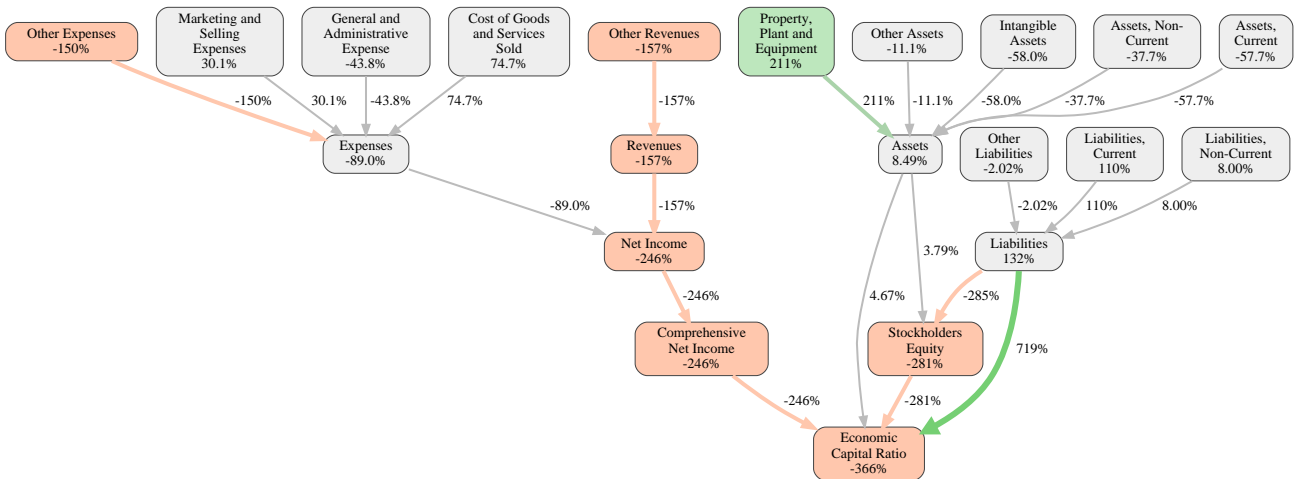 Other Expenses
-150%
Marketing and
Selling
Expenses
30.1%
General and
Administrative
Expense
-43.8%
Cost of Goods
and Services
Sold
74.7%
Other Revenues
-157%
Property,
Plant and
Equipment
211%
Other Assets
-11.1%
Intangible
Assets
-58.0%
Assets, Non-
Current
-37.7%
Assets,
Current
-57.7%
-150%
30.1%
-43.8%
74.7%
-157%
211%
-11.1%
-58.0%
-37.7%
-57.7%
Expenses
-89.0%
Revenues
-157%
Assets
8.49%
Other
Liabilities
-2.02%
Liabilities,
Current
110%
Liabilities,
Non-Current
8.00%
-89.0%
-157%
-2.02%
110%
8.00%
Net Income
-246%
3.79%
Liabilities
132%
-246%
4.67%
-285%
Comprehensive
Net Income
-246%
Stockholders
Equity
-281%
719%
-246%
-281%
Economic
Capital Ratio
-366%